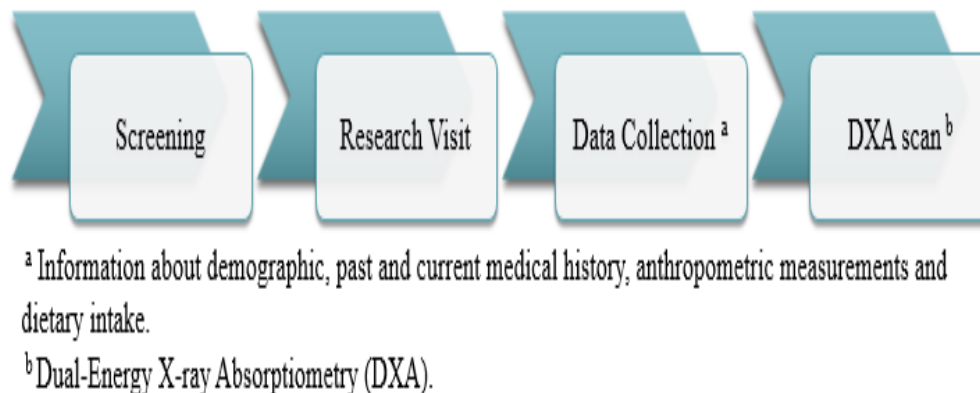 Screening
Research Visit
Data Collection ᵃ
DXA scan ᵇ
ᵃ Information about demographic, past and current medical history, anthropometric measurements and
dietary intake.
ᵇ Dual-Energy X-ray Absorptiometry (DXA).